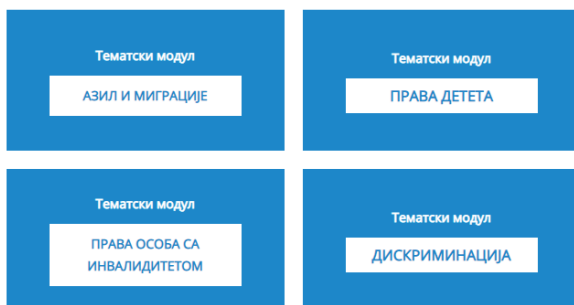 Тематски модул
АЗИЛ И МИГРАЦИЈЕ
Тематски модул
ПРАВА ДЕТЕТА
Тематски модул
ПРАВА ОСОБА СА
ИНВАЛИДИТЕТОМ
Тематски модул
ДИСКРИМИНАЦИЈА